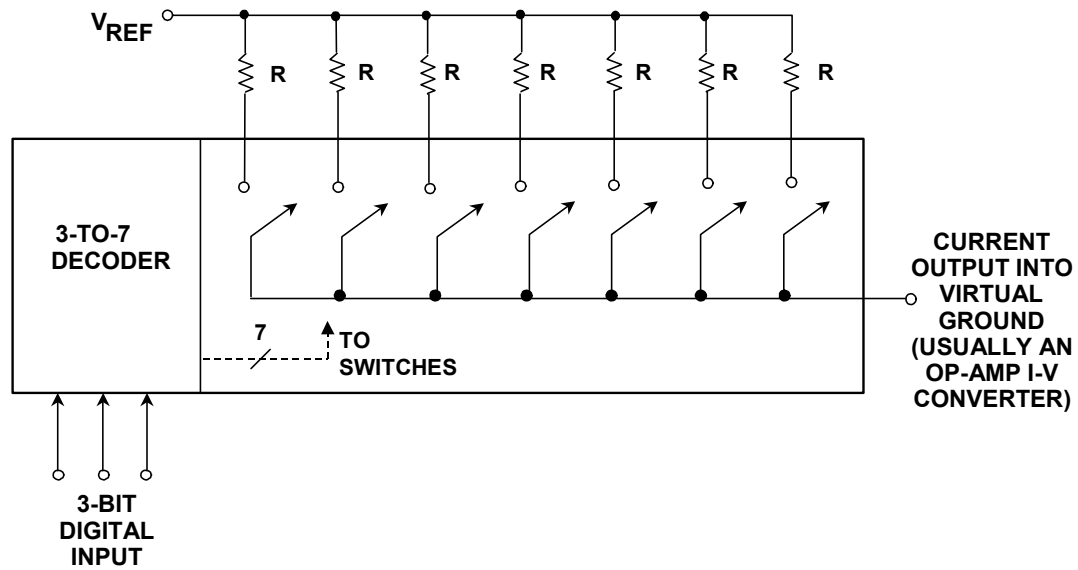 V
REF
R R R R R R R
3-TO-7
DECODER
7
TO
SWITCHES
CURRENT
OUTPUT INTO
VIRTUAL
GROUND
(USUALLY AN
OP-AMP I-V
CONVERTER)
3-BIT
DIGITAL
INPUT